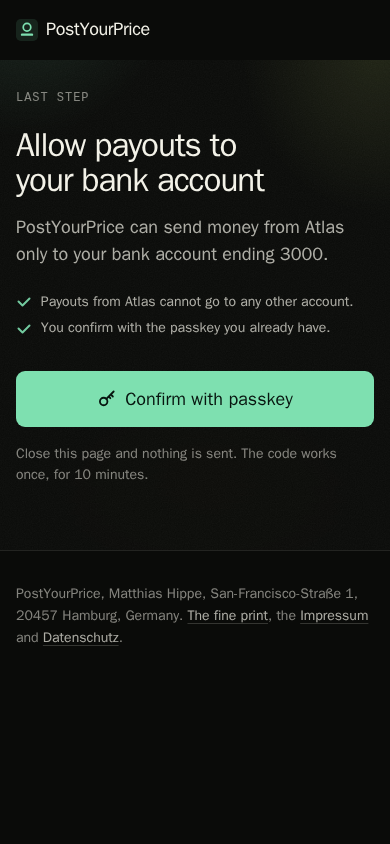 PostYourPrice
LAST STEP
Allow payouts to
your bank account
PostYourPrice can send money from Atlas
only to your bank account ending 3000.
Payouts from Atlas cannot go to any other account.
You confirm with the passkey you already have.
Confirm with passkey
Close this page and nothing is sent. The code works
once, for 10 minutes.
PostYourPrice, Matthias Hippe, San-Francisco-Straße 1,
20457 Hamburg, Germany. The fine print, the Impressum
and Datenschutz.